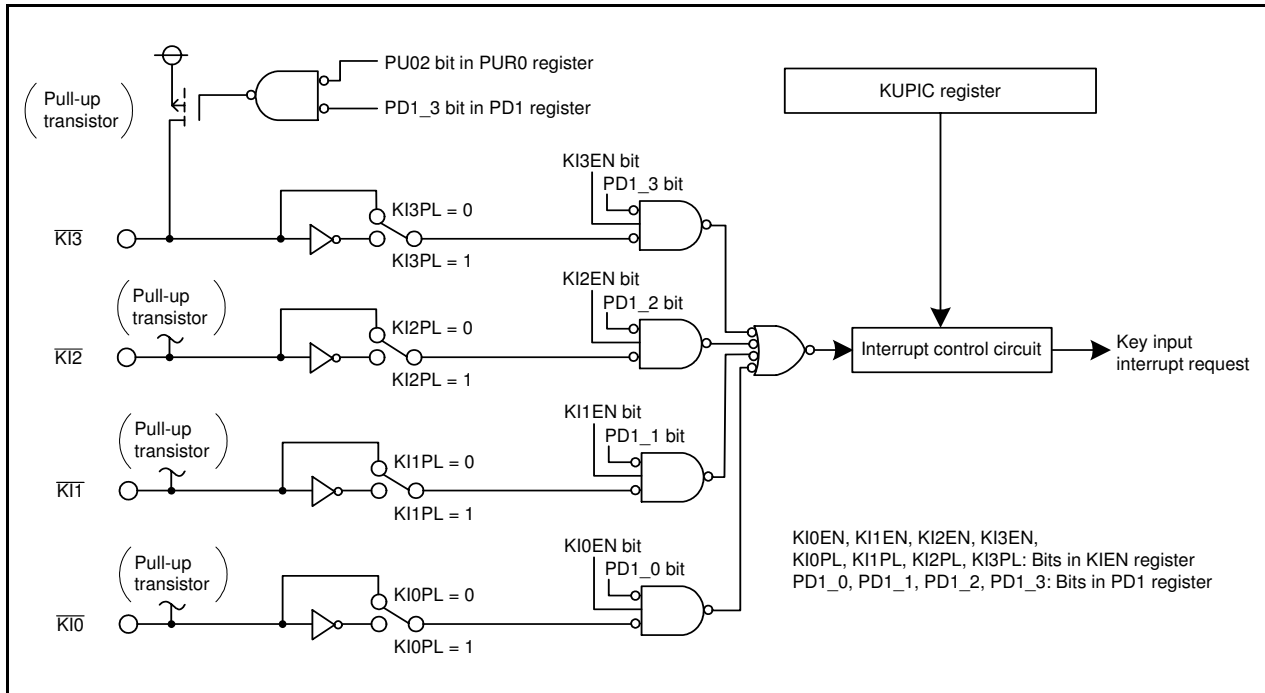 PU02 bit in PUR0 register
PD1_3 bit in PD1 register
Pull-up
transistor
KUPIC register
KI3EN bit
PD1_3 bit
KI3PL = 0
K̅I̅3̅
KI3PL = 1
Pull-up
transistor
KI2EN bit
PD1_2 bit
KI2PL = 0
K̅I̅2̅
KI2PL = 1
Interrupt control circuit
Key input
interrupt request
Pull-up
transistor
KI1EN bit
PD1_1 bit
KI1PL = 0
K̅I̅1̅
KI1PL = 1
Pull-up
transistor
KI0EN bit
PD1_0 bit
KI0PL = 0
K̅I̅0̅
KI0PL = 1
KI0EN, KI1EN, KI2EN, KI3EN,
KI0PL, KI1PL, KI2PL, KI3PL: Bits in KIEN register
PD1_0, PD1_1, PD1_2, PD1_3: Bits in PD1 register